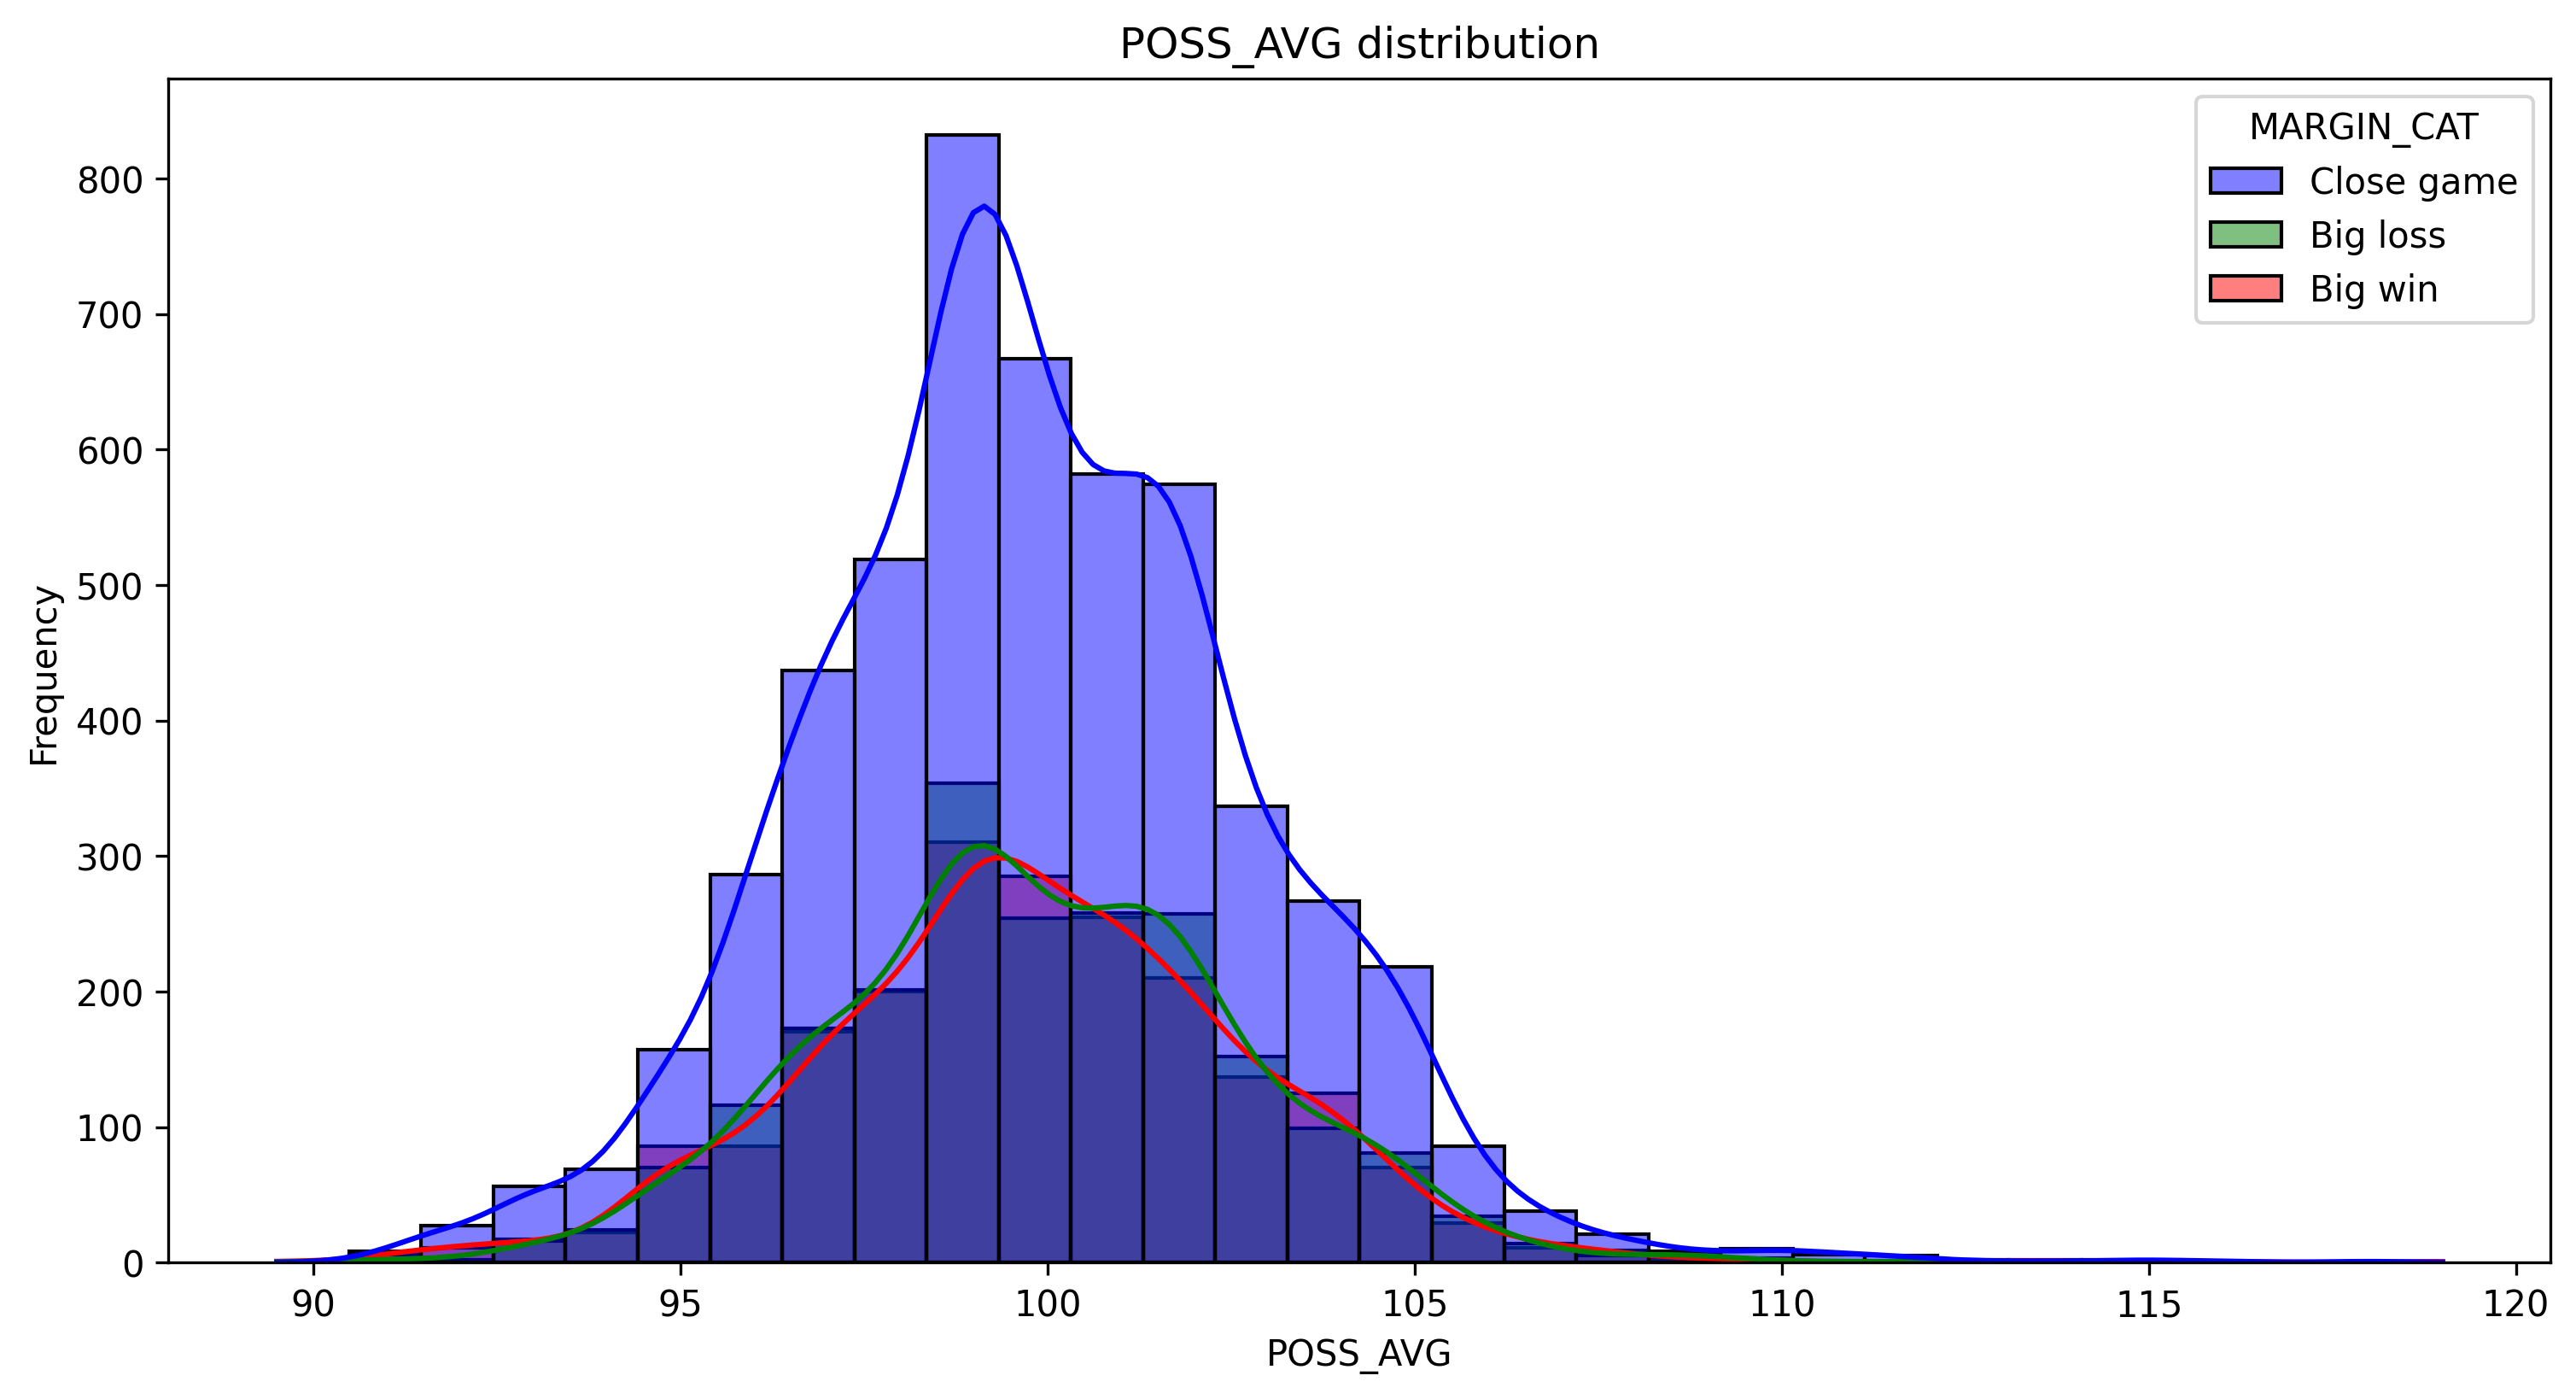 POSS_AVG distribution
MARGIN_CAT
Close game
Big loss
Big win
Frequency
800
700
600
500
400
300
200
100
0
90 95 100 105 110 115 120
POSS_AVG